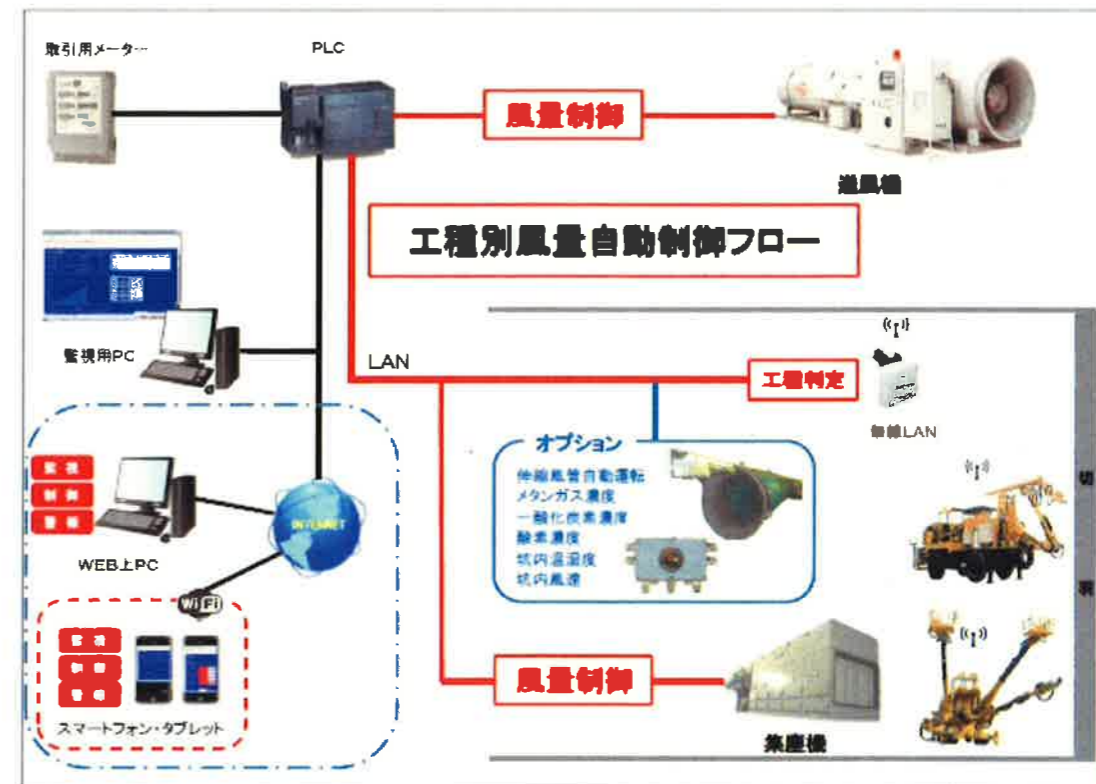 取引用メーター
PLC
風量制御
送風機
工種別風量自動制御フロー
監視用PC
LAN
工種判定
無線LAN
オプション
伸縮風管自動運転
メタンガス濃度
一酸化炭素濃度
酸素濃度
坑内温湿度
坑内風速
切
羽
監視
制御
警報
WEB上PC
INTERNET
WiFi
監視
制御
警報
スマートフォン・タブレット
風量制御
集塵機